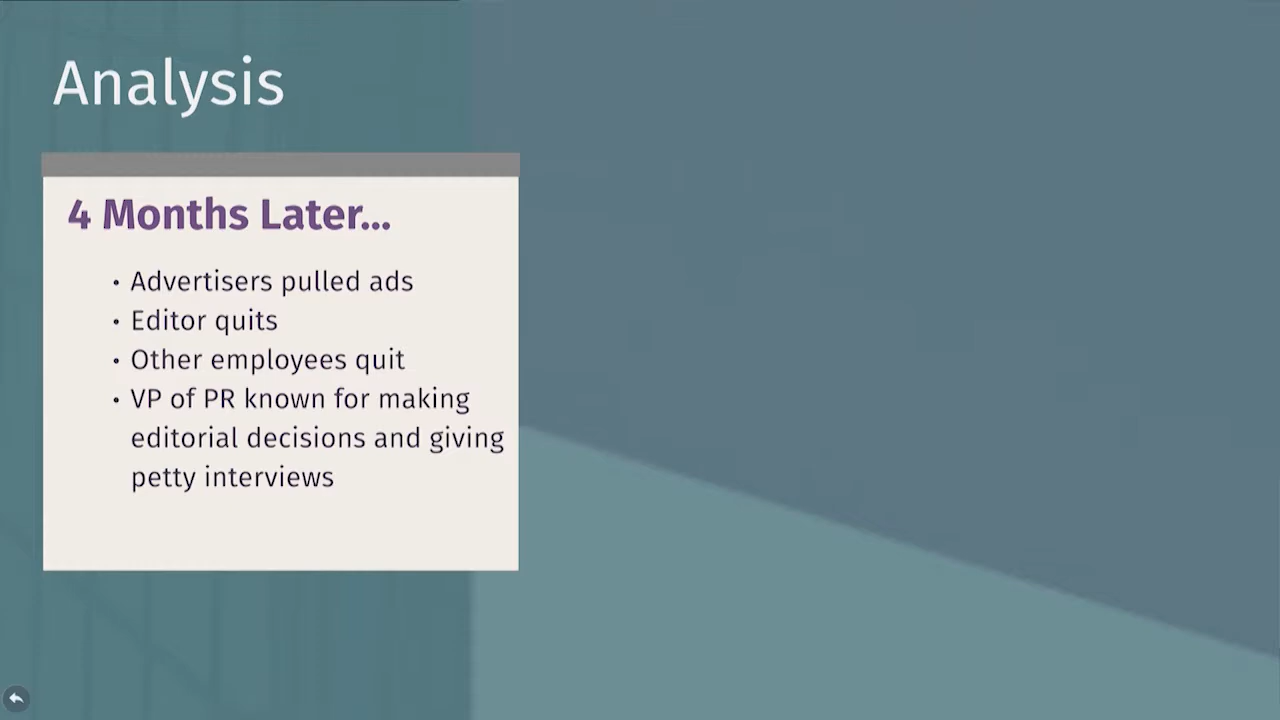 Analysis
4 Months Later...
• Advertisers pulled ads
• Editor quits
• Other employees quit
• VP of PR known for making
editorial decisions and giving
petty interviews